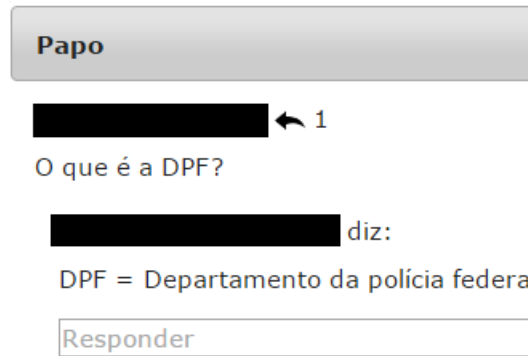 Papo
1
O que é a DPF?
diz:
DPF = Departamento da polícia federa
Responder